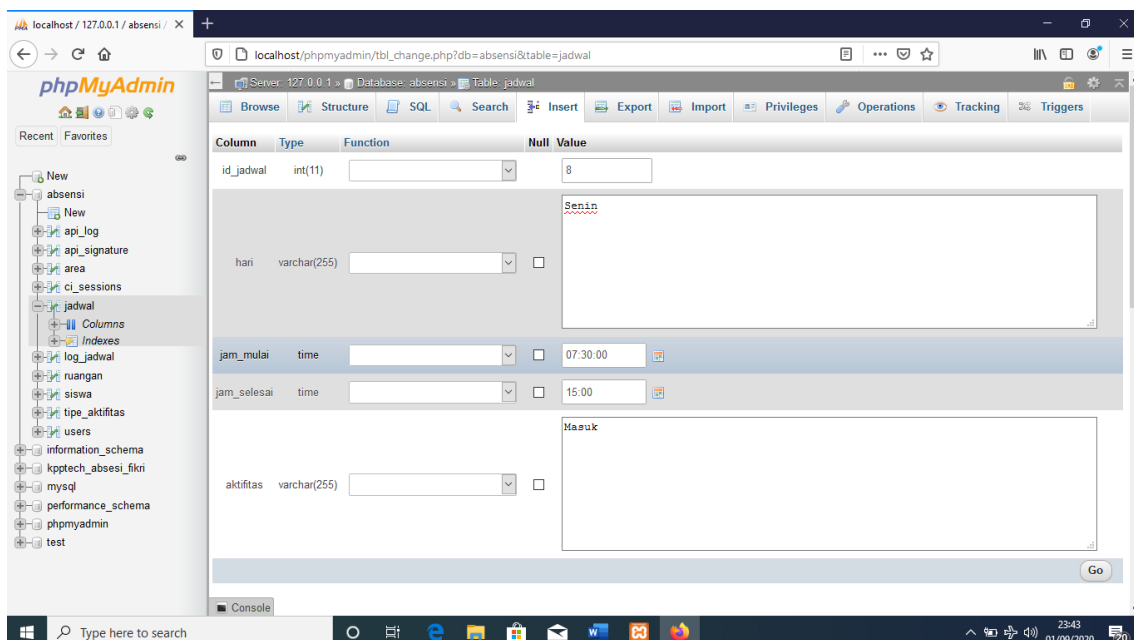 localhost / 127.0.0.1 / absensi /
localhost/phpmyadmin/tbl_change.php?db=absensi&table=jadwal
phpMyAdmin
Recent Favorites
New
absensi
New
api_log
api_signature
area
ci_sessions
jadwal
Columns
Indexes
log_jadwal
ruangan
siswa
tipe_aktifitas
users
information_schema
kpptech_absesi_fikri
mysql
performance_schema
phpmyadmin
test
Server: 127.0.0.1 » Database: absensi » Table: jadwal
Browse Structure SQL Search Insert Export Import Privileges Operations Tracking Triggers
Column Type Function Null Value
id_jadwal int(11) 8
hari varchar(255) Senin
jam_mulai time 07:30:00
jam_selesai time 15:00
aktifitas varchar(255) Masuk
Go
Console
Type here to search
23:43
01/09/2020